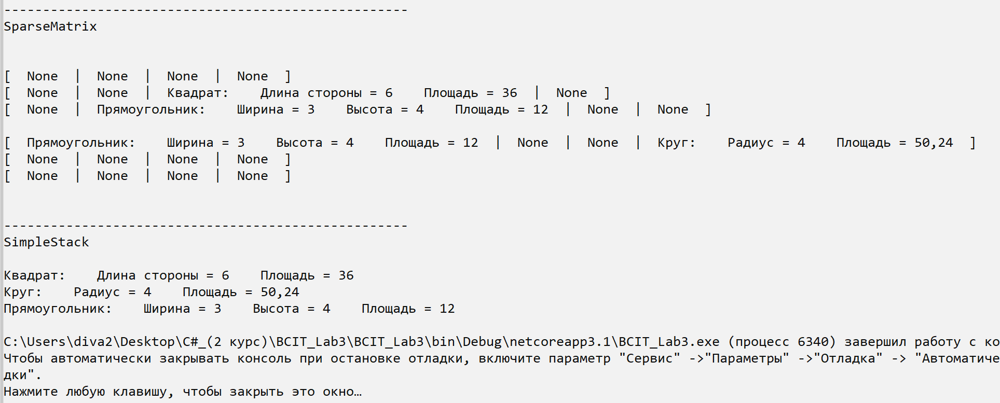 ----------------------------------------------------
SparseMatrix
[  None  |  None  |  None  |  None  ]
[  None  |  None  |  Квадрат:    Длина стороны = 6    Площадь = 36  |  None  ]
[  None  |  Прямоугольник:    Ширина = 3    Высота = 4    Площадь = 12  |  None  |  None  ]
[  Прямоугольник:    Ширина = 3    Высота = 4    Площадь = 12  |  None  |  None  |  Круг:    Радиус = 4    Площадь = 50,24  ]
[  None  |  None  |  None  |  None  ]
[  None  |  None  |  None  |  None  ]
----------------------------------------------------
SimpleStack
Квадрат:    Длина стороны = 6    Площадь = 36
Круг:    Радиус = 4    Площадь = 50,24
Прямоугольник:    Ширина = 3    Высота = 4    Площадь = 12
C:\Users\diva2\Desktop\C#_(2 курс)\BCIT_Lab3\BCIT_Lab3\bin\Debug\netcoreapp3.1\BCIT_Lab3.exe (процесс 6340) завершил работу с ко
Чтобы автоматически закрывать консоль при остановке отладки, включите параметр "Сервис" ->"Параметры" ->"Отладка" -> "Автоматиче
дки".
Нажмите любую клавишу, чтобы закрыть это окно…